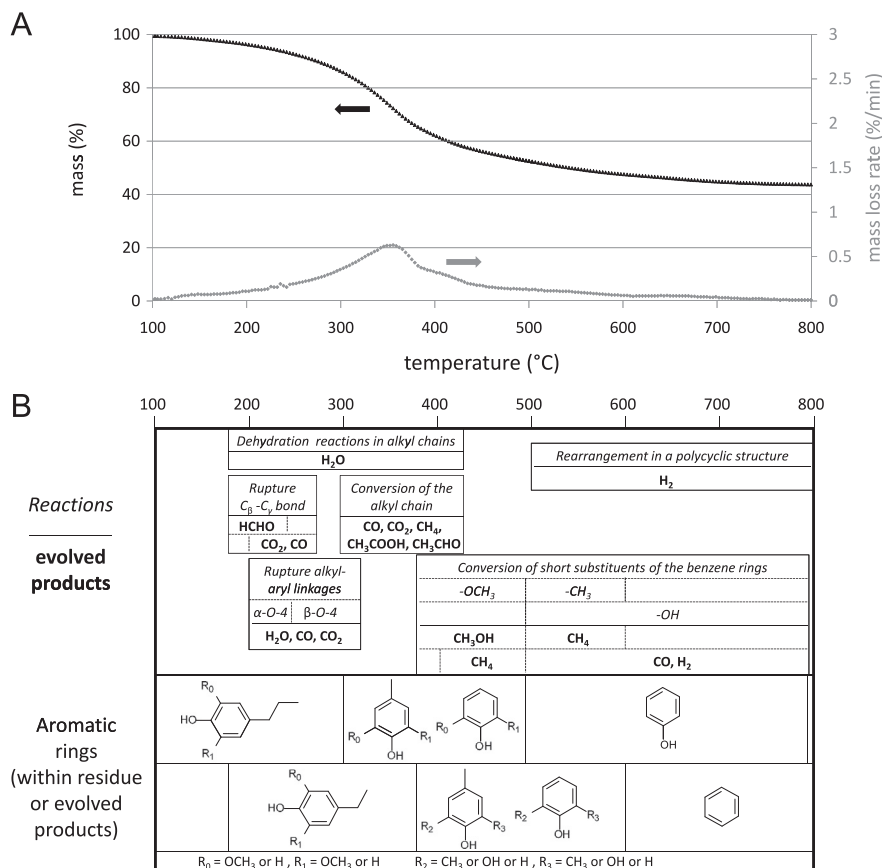 A
100
80
60
40
20
0
mass (%)
3
2.5
2
1.5
1
0.5
0
mass loss rate (%/min)
100 200 300 400 500 600 700 800
temperature (°C)
B
100 200 300 400 500 600 700 800
Reactions
evolved
products
Dehydration reactions in alkyl chains
H₂O
Rearrangement in a polycyclic structure
H₂
Rupture
Cβ -Cγ bond
HCHO
CO₂, CO
Conversion of the
alkyl chain
CO, CO₂, CH₄,
CH₃COOH, CH₃CHO
Rupture alkyl-
aryl linkages
α-O-4 β-O-4
H₂O, CO, CO₂
Conversion of short substituents of the benzene rings
-OCH₃ -CH₃
-OH
CH₃OH CH₄
CH₄ CO, H₂
Aromatic
rings
(within residue
or evolved
products)
R₀
HO
R₁
R₀ R₁
OH
R₀ R₁
OH
OH
R₀
HO
R₁
R₂ R₃
OH
R₂ R₃
OH
R₀ = OCH₃ or H , R₁ = OCH₃ or H R₂ = CH₃ or OH or H , R₃ = CH₃ or OH or H